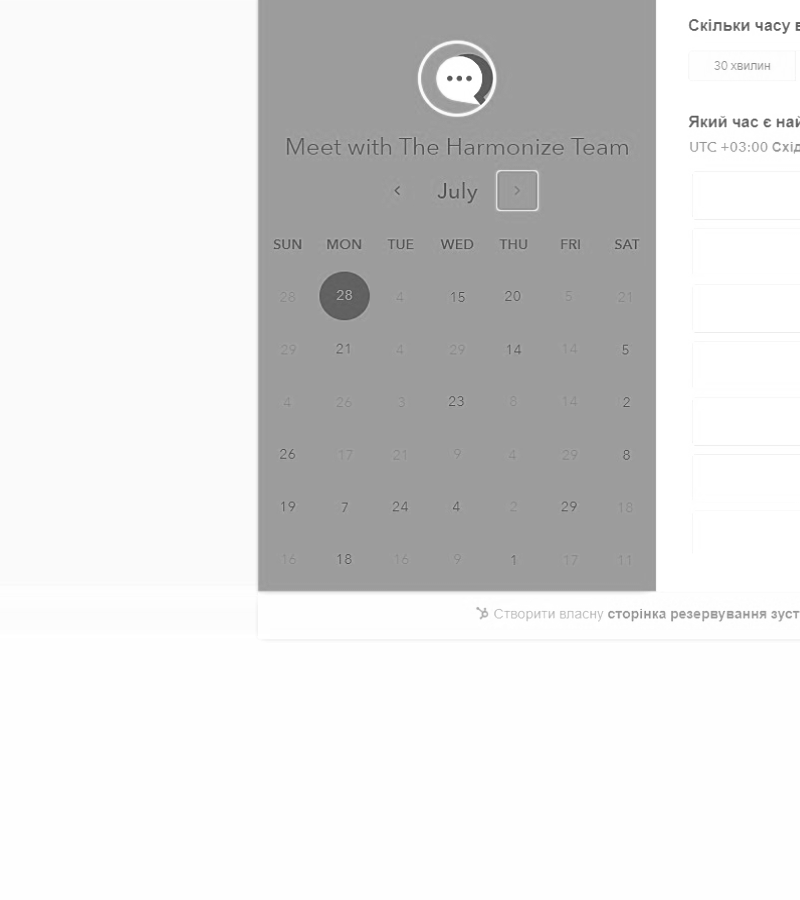 Meet with The Harmonize Team
July
SUN MON TUE WED THU FRI SAT
28 28 4 15 20 5 21
29 21 4 29 14 14 5
4 26 3 23 8 14 2
26 17 21 9 4 29 8
19 7 24 4 2 29 18
16 18 16 9 1 17 11
Скільки часу в
30 хвилин
Який час є най
UTC +03:00 Схід
Створити власну сторінка резервування зуст